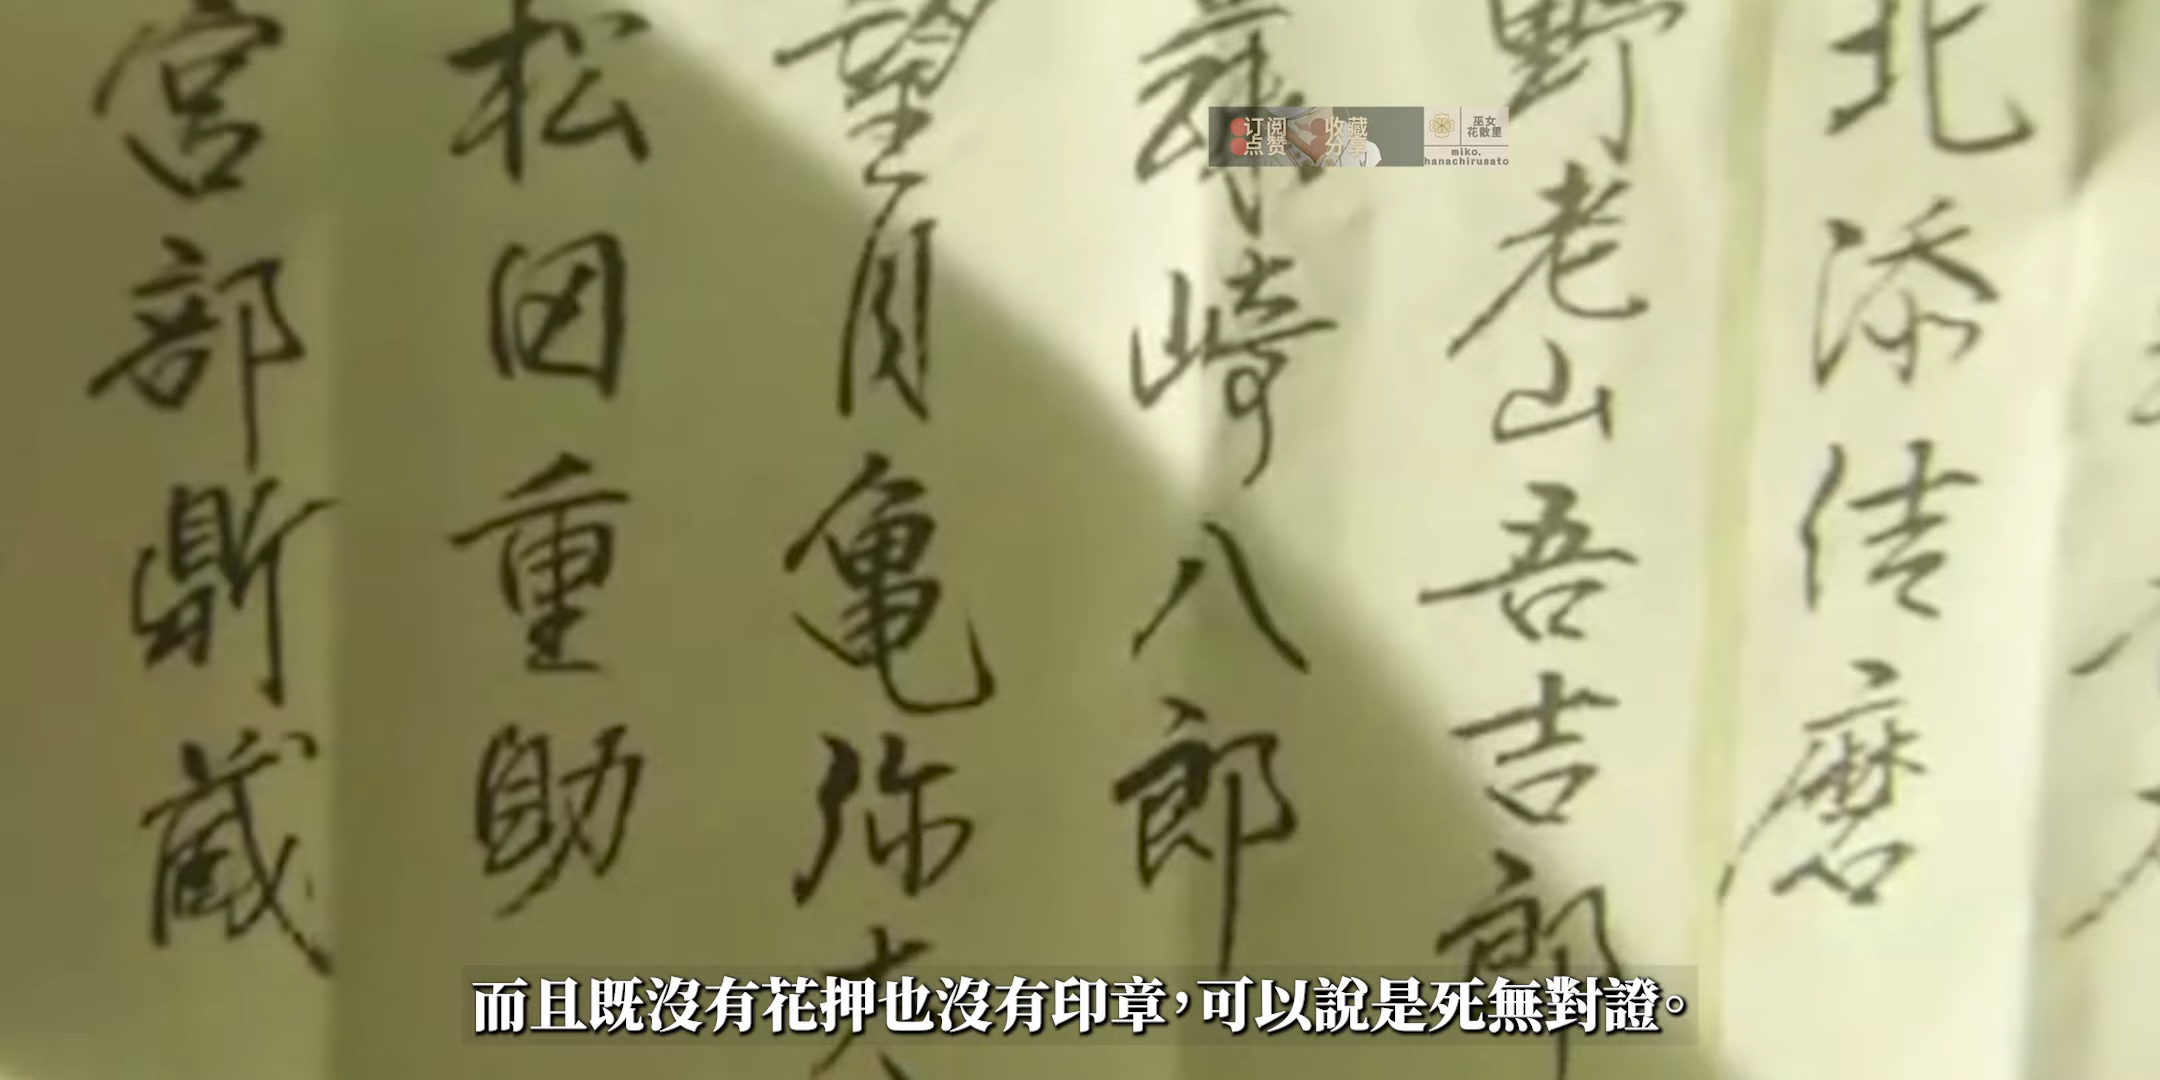 北添佶磨
野老山吾吉郎
藤崎八郎
望月亀弥太
松田重助
宮部鼎蔵
订阅 收藏
点赞 分享
巫女
花散里
miko.
hanachirusato
而且既沒有花押也沒有印章，可以說是死無對證。